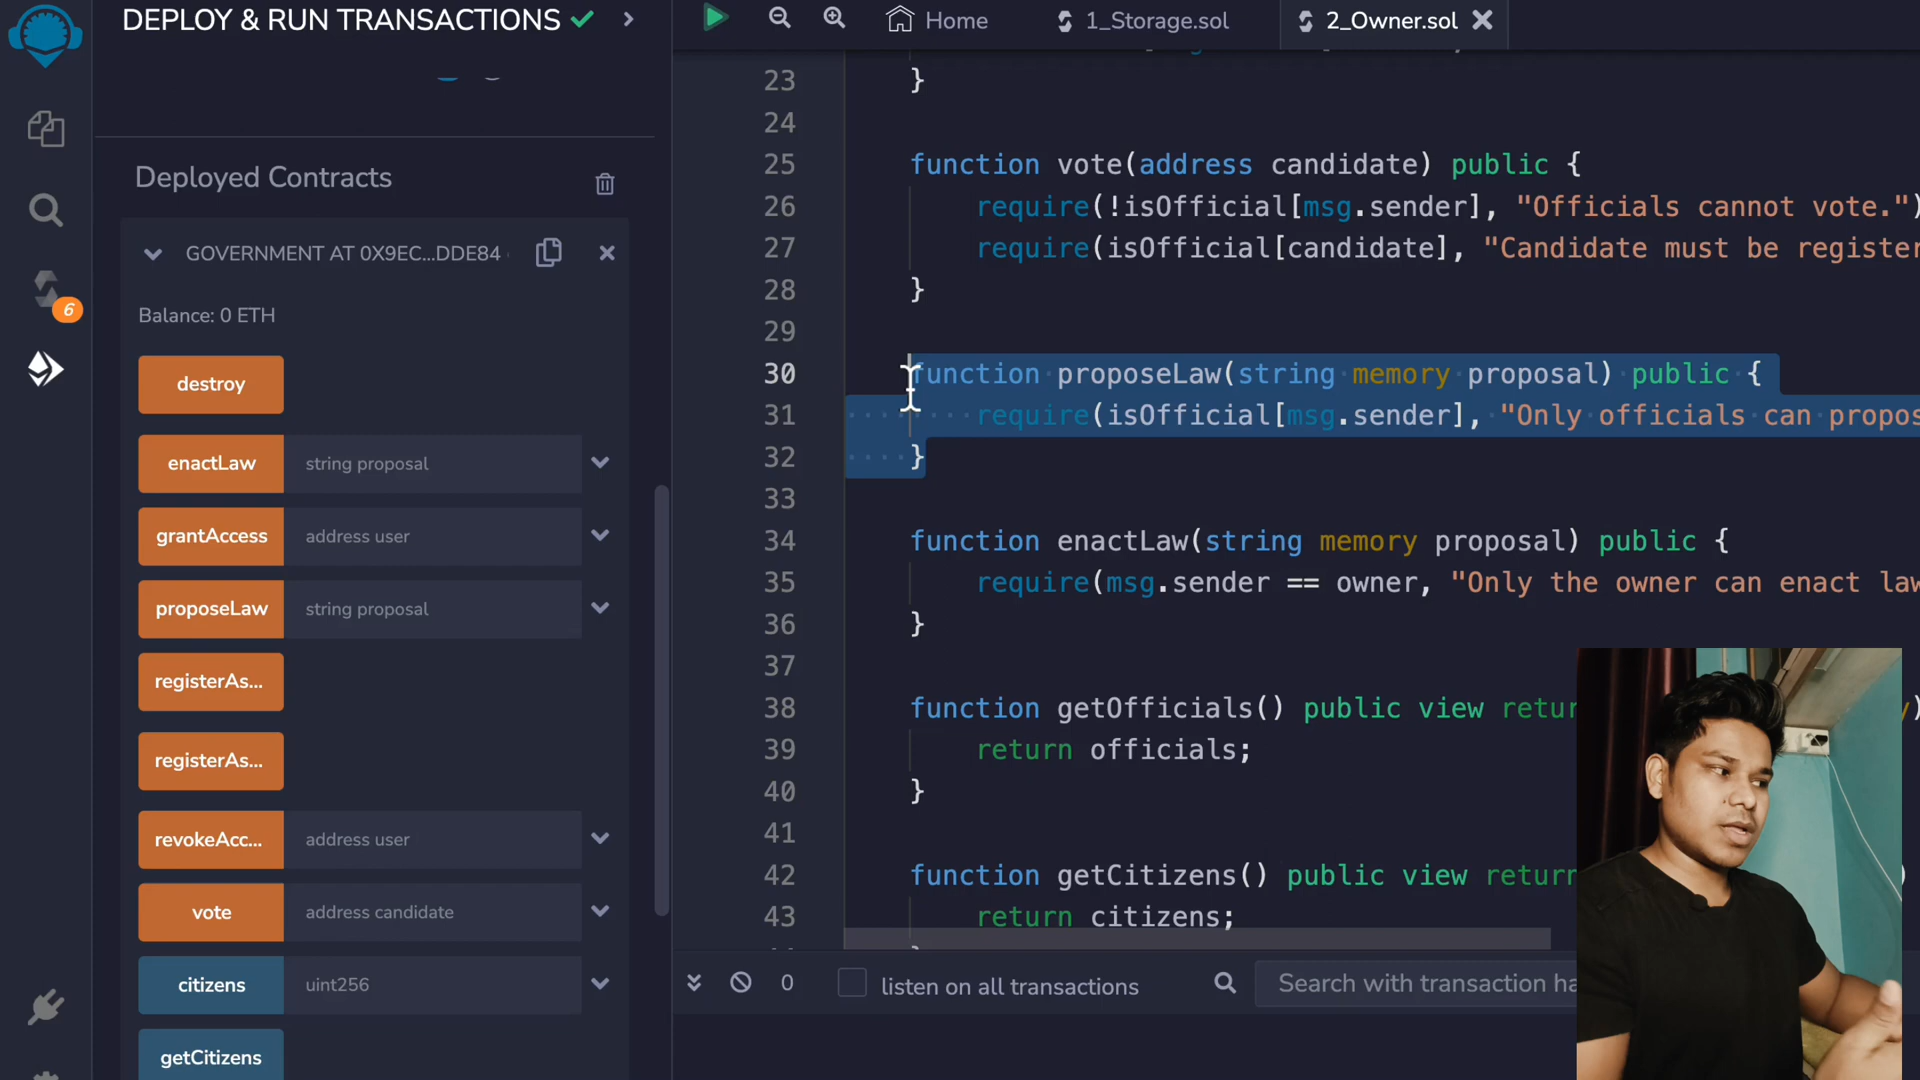 DEPLOY & RUN TRANSACTIONS
Home
1_Storage.sol
2_Owner.sol
6
Deployed Contracts
GOVERNMENT AT 0X9EC...DDE84
Balance: 0 ETH
destroy
enactLaw string proposal
grantAccess address user
proposeLaw string proposal
registerAs...
registerAs...
revokeAcc... address user
vote address candidate
citizens uint256
getCitizens
23 }
24
25 function vote(address candidate) public {
26 require(!isOfficial[msg.sender], "Officials cannot vote.")
27 require(isOfficial[candidate], "Candidate must be register
28 }
29
30 function proposeLaw(string memory proposal) public {
31 require(isOfficial[msg.sender], "Only officials can propos
32 }
33
34 function enactLaw(string memory proposal) public {
35 require(msg.sender == owner, "Only the owner can enact law
36 }
37
38 function getOfficials() public view retur
39 return officials;
40 }
41
42 function getCitizens() public view return
43 return citizens;
0
listen on all transactions
Search with transaction ha